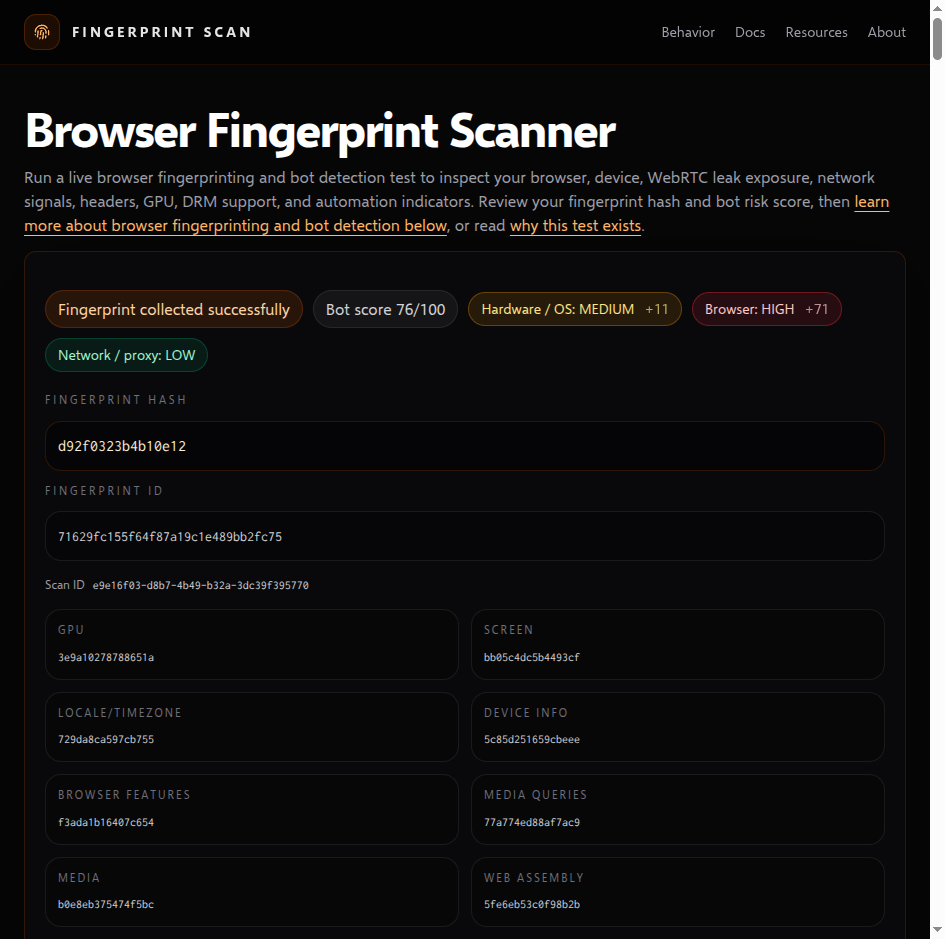 FINGERPRINT SCAN
Behavior Docs Resources About
Browser Fingerprint Scanner
Run a live browser fingerprinting and bot detection test to inspect your browser, device, WebRTC leak exposure, network
signals, headers, GPU, DRM support, and automation indicators. Review your fingerprint hash and bot risk score, then learn
more about browser fingerprinting and bot detection below, or read why this test exists.
Fingerprint collected successfully Bot score 76/100 Hardware / OS: MEDIUM +11 Browser: HIGH +71
Network / proxy: LOW
FINGERPRINT HASH
d92f0323b4b10e12
FINGERPRINT ID
71629fc155f64f87a19c1e489bb2fc75
Scan ID e9e16f03-d8b7-4b49-b32a-3dc39f395770
GPU
3e9a10278788651a
SCREEN
bb05c4dc5b4493cf
LOCALE/TIMEZONE
729da8ca597cb755
DEVICE INFO
5c85d251659cbeee
BROWSER FEATURES
f3ada1b16407c654
MEDIA QUERIES
77a774ed88af7ac9
MEDIA
b0e8eb375474f5bc
WEB ASSEMBLY
5fe6eb53c0f98b2b